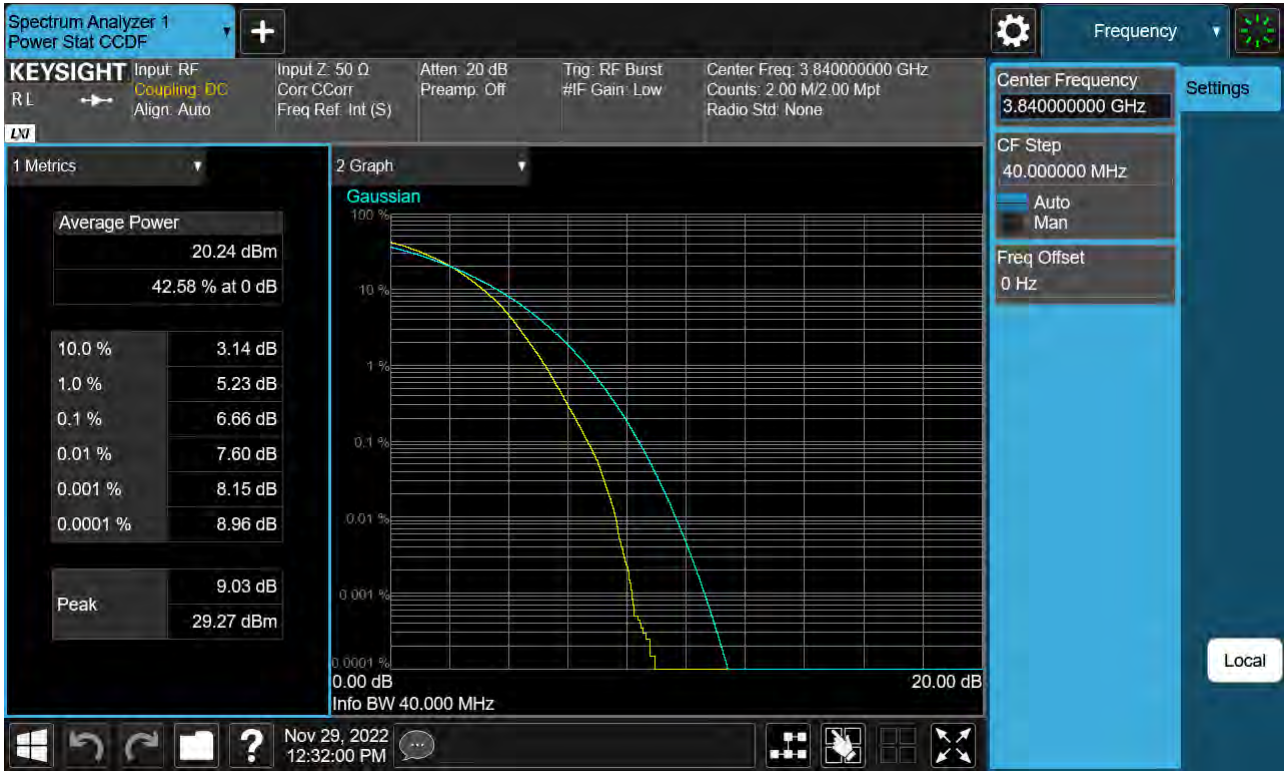 Spectrum Analyzer 1
Power Stat CCDF
+
Frequency
KEYSIGHT
R L
LXI
Input: RF
Coupling: DC
Align: Auto
Input Z: 50 Ω
Corr CCorr
Freq Ref: Int (S)
Atten: 20 dB
Preamp: Off
Trig: RF Burst
#IF Gain: Low
Center Freq: 3.840000000 GHz
Counts: 2.00 M/2.00 Mpt
Radio Std: None
Center Frequency
3.840000000 GHz
Settings
CF Step
40.000000 MHz
Auto
Man
Freq Offset
0 Hz
Local
1 Metrics
Average Power
20.24 dBm
42.58 % at 0 dB
10.0 % 3.14 dB
1.0 % 5.23 dB
0.1 % 6.66 dB
0.01 % 7.60 dB
0.001 % 8.15 dB
0.0001 % 8.96 dB
Peak
9.03 dB
29.27 dBm
2 Graph
Gaussian
100 %
10 %
1 %
0.1 %
0.01 %
0.001 %
0.0001 %
0.00 dB 20.00 dB
Info BW 40.000 MHz
?
Nov 29, 2022
12:32:00 PM